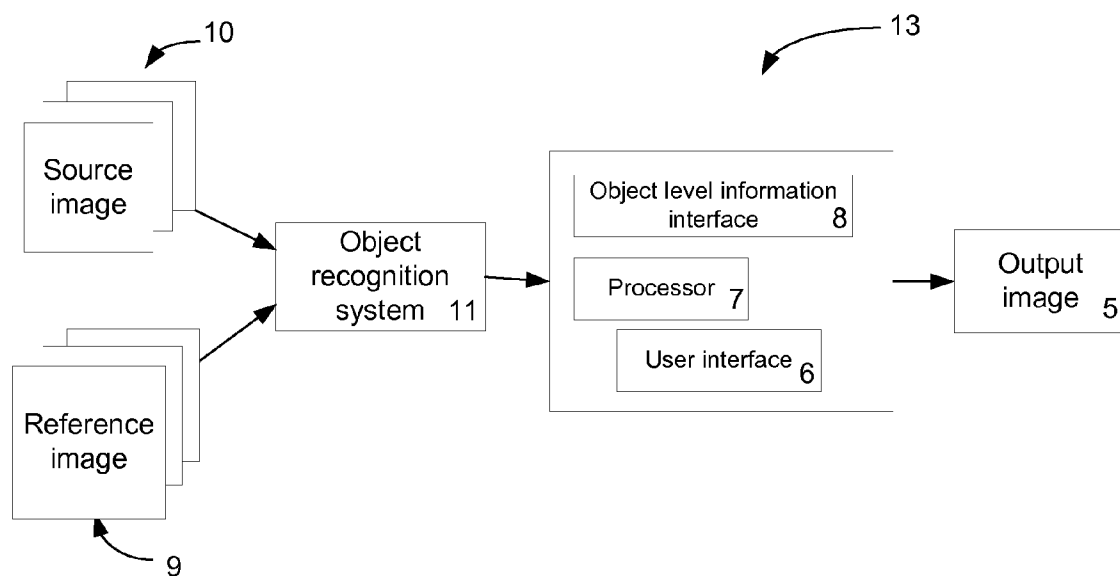 10
13
Source
image
Object level information
interface
8
Object
recognition
system
11
Processor
7
Output
image
5
User interface
6
Reference
image
9